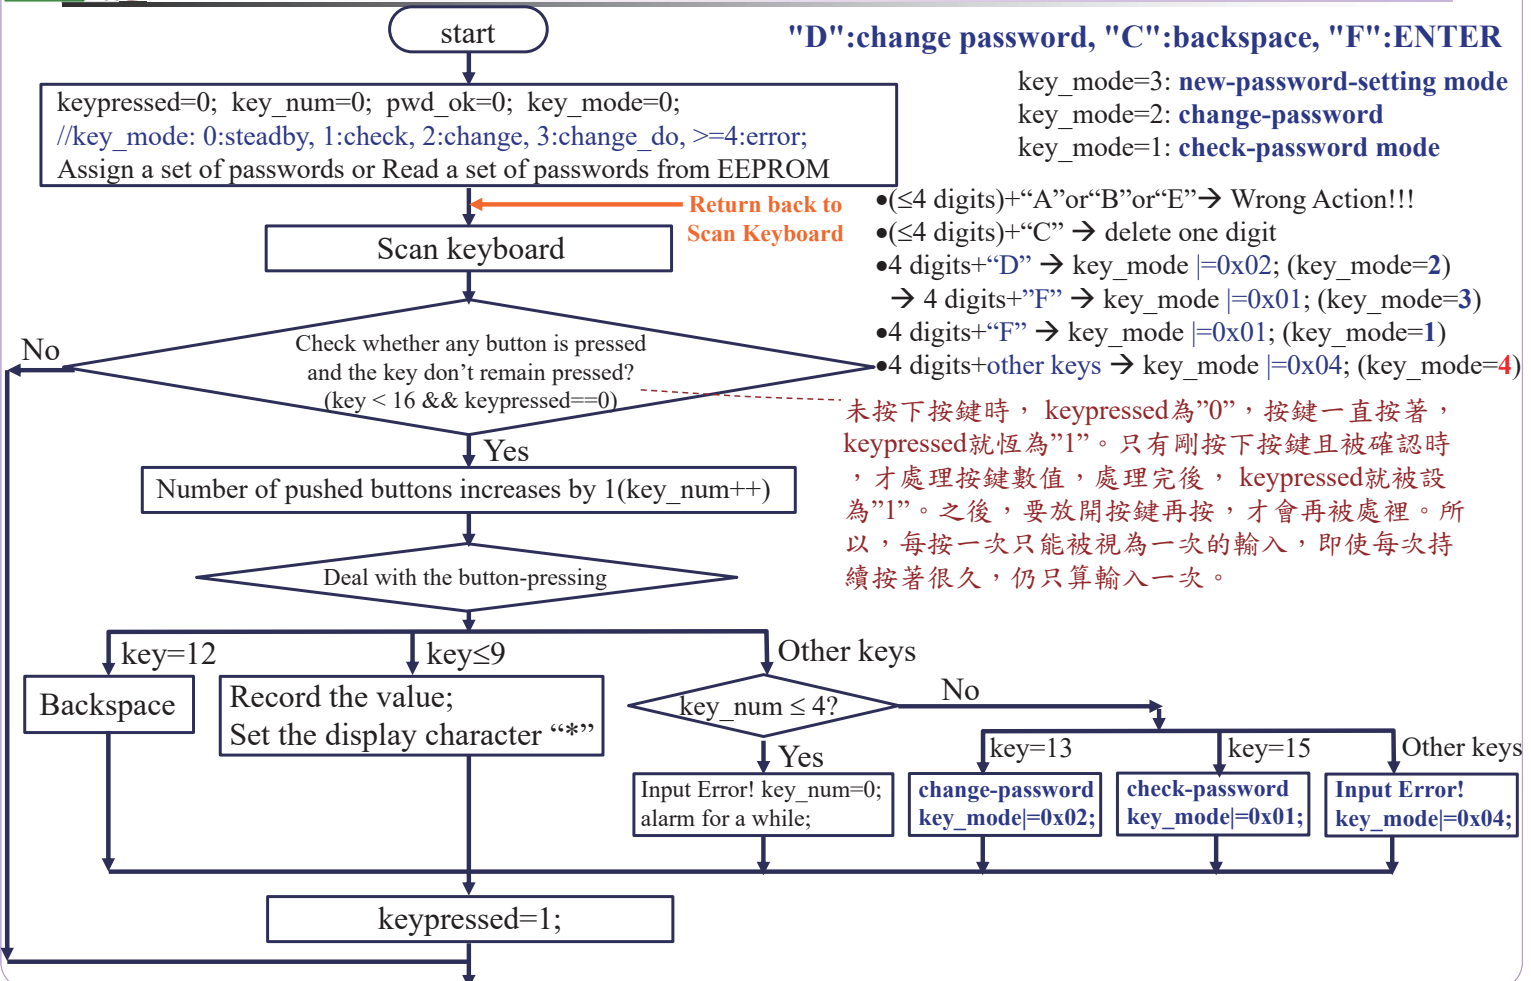 start
"D":change password, "C":backspace, "F":ENTER
keypressed=0; key_num=0; pwd_ok=0; key_mode=0;
//key_mode: 0:steadby, 1:check, 2:change, 3:change_do, >=4:error;
Assign a set of passwords or Read a set of passwords from EEPROM
key_mode=3: new-password-setting mode
key_mode=2: change-password
key_mode=1: check-password mode
Return back to
Scan Keyboard
Scan keyboard
•(≤4 digits)+“A”or“B”or“E”→ Wrong Action!!!
•(≤4 digits)+“C” → delete one digit
•4 digits+“D” → key_mode |=0x02; (key_mode=2)
→ 4 digits+”F” → key_mode |=0x01; (key_mode=3)
•4 digits+“F” → key_mode |=0x01; (key_mode=1)
•4 digits+other keys → key_mode |=0x04; (key_mode=4)
No
Check whether any button is pressed
and the key don’t remain pressed?
(key < 16 && keypressed==0)
未按下按鍵時， keypressed為”0”，按鍵一直按著，
keypressed就恆為”1”。只有剛按下按鍵且被確認時
，才處理按鍵數值，處理完後， keypressed就被設
為”1”。之後，要放開按鍵再按，才會再被處裡。所
以，每按一次只能被視為一次的輸入，即使每次持
續按著很久，仍只算輸入一次。
Yes
Number of pushed buttons increases by 1(key_num++)
Deal with the button-pressing
key=12
key≤9
Other keys
Backspace
Record the value;
Set the display character “*”
key_num ≤ 4?
No
Yes
key=13
key=15
Other keys
Input Error! key_num=0;
alarm for a while;
change-password
key_mode|=0x02;
check-password
key_mode|=0x01;
Input Error!
key_mode|=0x04;
keypressed=1;